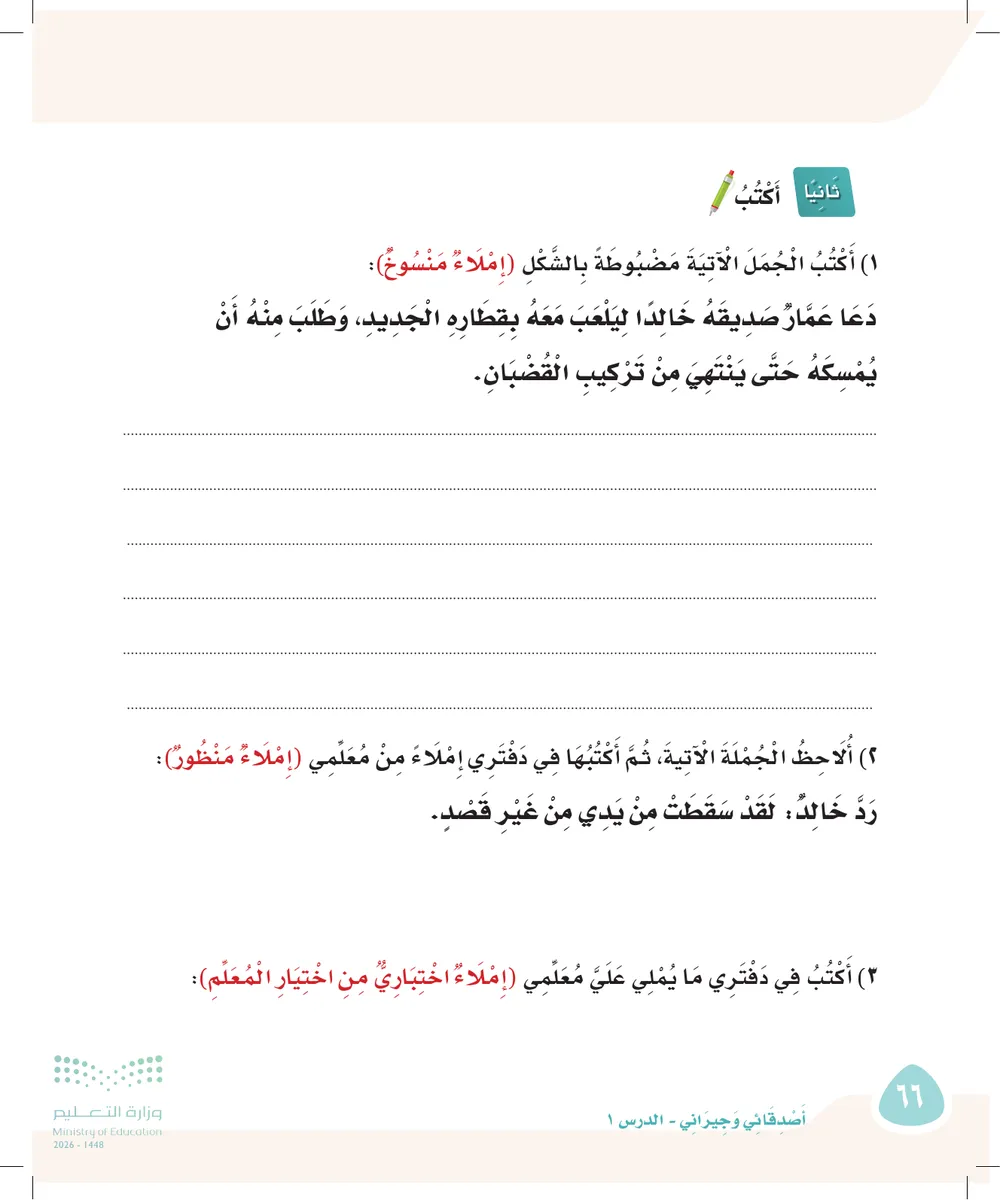 ثَانِيًا
أَكْتُبُ
١) أَكْتُبُ الْجُمَلَ الْآتِيَةَ مَضْبُوطَةً بِالشَّكْلِ (إِمْلَاءٌ مَنْسُوخٌ):
دَعَا عَمَّارٌ صَدِيقَهُ خَالِدًا لِيَلْعَبَ مَعَهُ بِقِطَارِهِ الْجَدِيدِ، وَطَلَبَ مِنْهُ أَنْ
يُمْسِكَهُ حَتَّى يَنْتَهِيَ مِنْ تَرْكِيبِ الْقُضْبَانِ.
٢) أُلَاحِظُ الْجُمْلَةَ الْآتِيةَ، ثُمَّ أَكْتُبُهَا فِي دَفْتَرِي إِمْلَاءً مِنْ مُعَلِّمِي (إِمْلَاءٌ مَنْظُورٌ):
رَدَّ خَالِدٌ: لَقَدْ سَقَطَتْ مِنْ يَدِي مِنْ غَيْرِ قَصْدٍ.
٣) أَكْتُبُ فِي دَفْتَرِي مَا يُمْلِي عَلَيَّ مُعَلِّمِي (إِمْلَاءٌ اخْتِبَارِيٌّ مِنِ اخْتِيَارِ الْمُعَلِّمِ):
٦٦
أَصْدِقَائِي وَجِيرَانِي - الدرس ١
وزارة التعليم
Ministry of Education
2026 - 1448